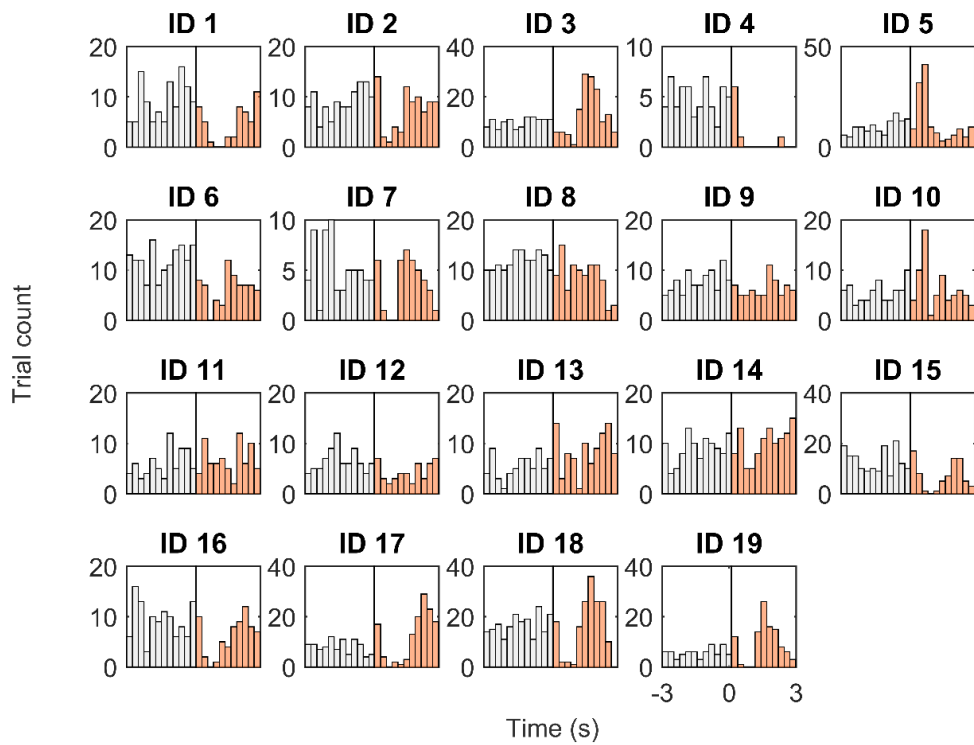 ID 1 ID 2 ID 3 ID 4 ID 5
20 20 40 10 50
10 10 20 5
0 0 0 0 0
ID 6 ID 7 ID 8 ID 9 ID 10
20 10 20 20 20
10 5 10 10 10
0 0 0 0 0
Trial count
ID 11 ID 12 ID 13 ID 14 ID 15
20 20 20 20 40
10 10 10 10 20
0 0 0 0 0
ID 16 ID 17 ID 18 ID 19
20 40 40 40
10 20 20 20
0 0 0 0
-3 0 3
Time (s)